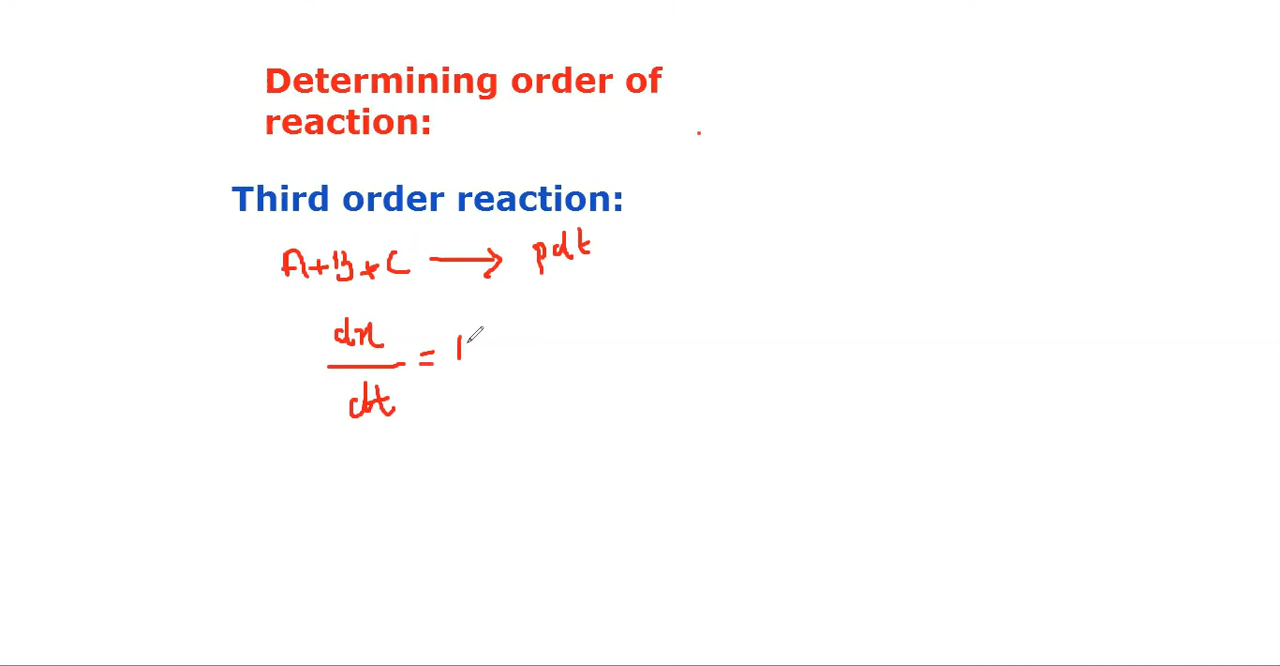 Determining order of
reaction:
Third order reaction:
A+B+C → pdt
dx
dt
=